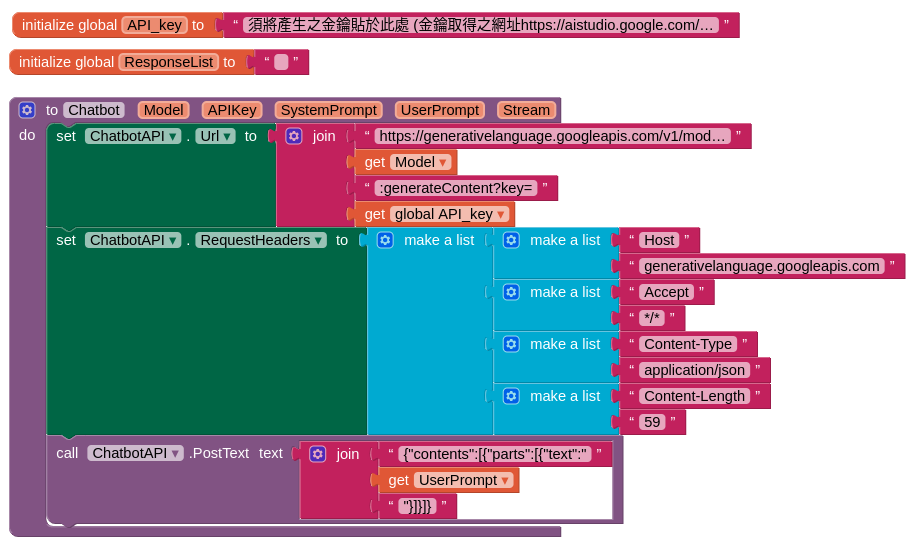 initialize global API_key to “ 須將產生之金鑰貼於此處 (金鑰取得之網址https://aistudio.google.com/… ”
initialize global ResponseList to “ ”
to Chatbot Model APIKey SystemPrompt UserPrompt Stream
do set ChatbotAPI . Url to join “ https://generativelanguage.googleapis.com/v1/mod… ”
get Model
“ :generateContent?key= ”
get global API_key
set ChatbotAPI . RequestHeaders to make a list make a list “ Host ”
“ generativelanguage.googleapis.com ”
make a list “ Accept ”
“ */* ”
make a list “ Content-Type ”
“ application/json ”
make a list “ Content-Length ”
“ 59 ”
call ChatbotAPI .PostText text join “ {"contents":[{"parts":[{"text":" ”
get UserPrompt
“ "}]}]} ”